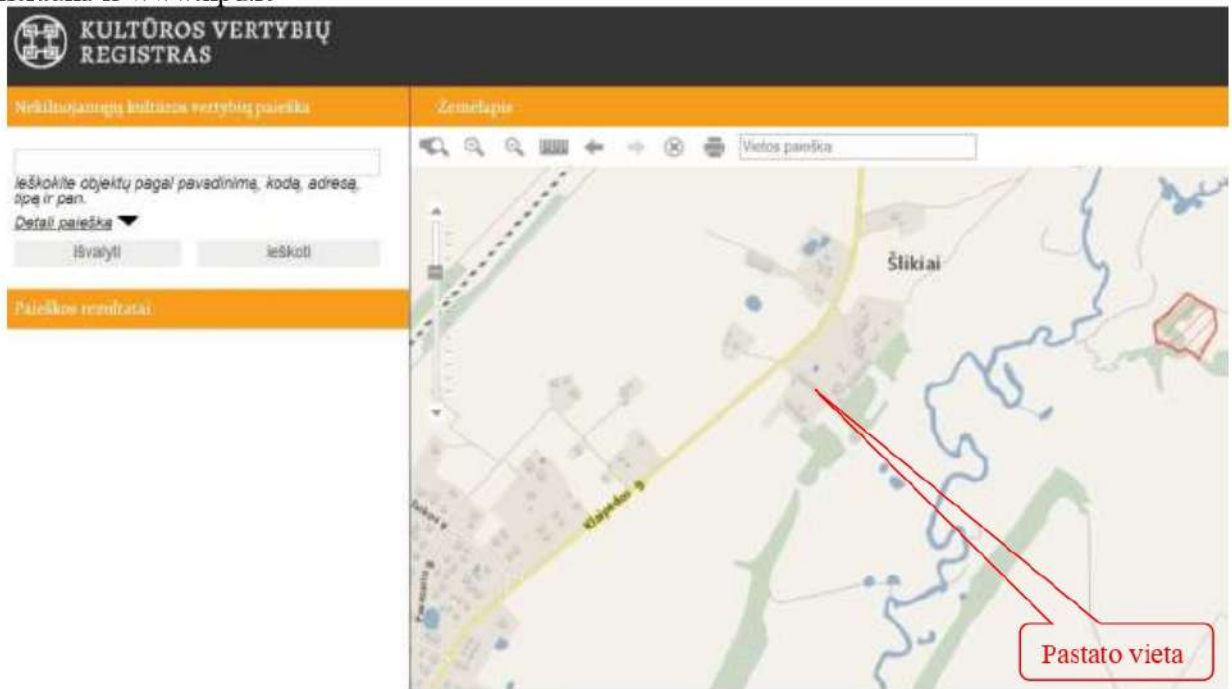 KULTŪROS VERTYBIŲ
REGISTRAS
Nekilnojamųjų kultūros vertybių paieška
Žemėlapis
Vietos paieška
Ieškokite objektų pagal pavadinimą, kodą, adresą,
tipą ir pan.
Detali paieška
Išvalyti
Ieškoti
Paieškos rezultatai
Šlikiai
Klaipėdos g
Pastato vieta